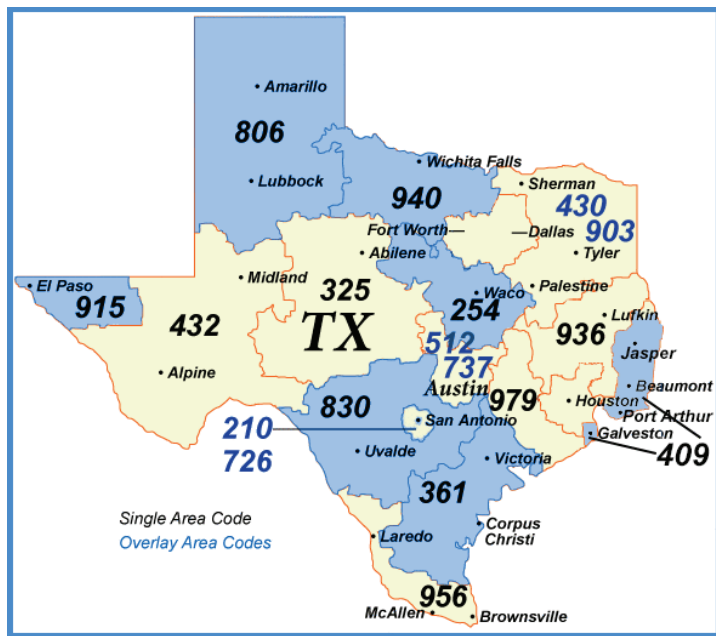 Amarillo
806
Lubbock
Wichita Falls
940
Sherman
430
903
Fort Worth
Dallas
Abilene
Tyler
Midland
El Paso
915
325
Waco
Palestine
254
432
TX
Lufkin
936
512
Jasper
737
Alpine
Austin
Beaumont
830
979
Houston
Port Arthur
210
San Antonio
Galveston
726
Uvalde
Victoria
409
361
Single Area Code
Overlay Area Codes
Laredo
Corpus
Christi
956
McAllen
Brownsville